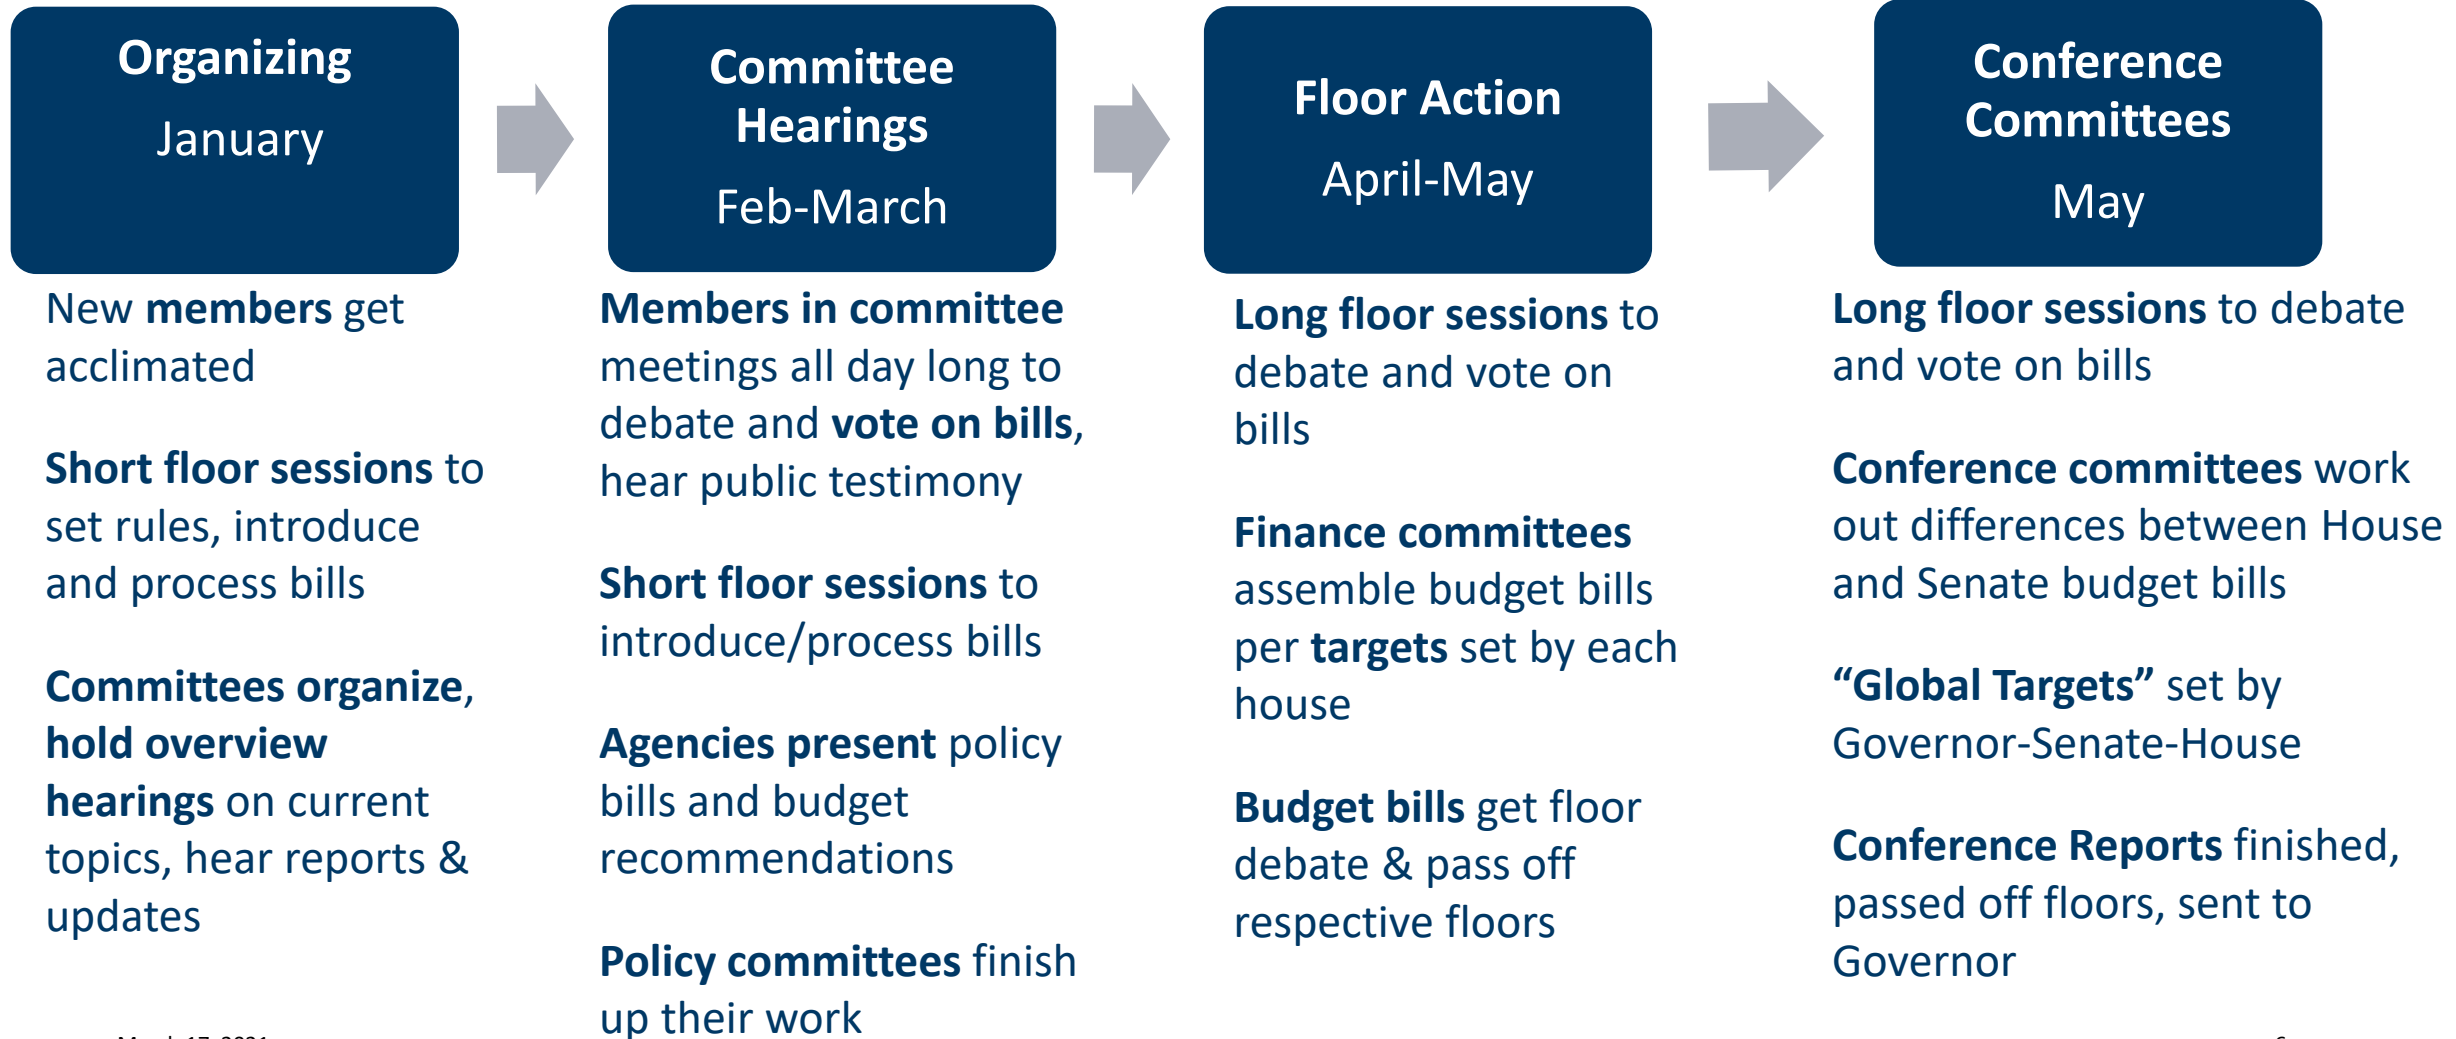 Organizing
January
New members get
acclimated
Short floor sessions to
set rules, introduce
and process bills
Committees organize,
hold overview
hearings on current
topics, hear reports &
updates
Committee
Hearings
Feb-March
Members in committee
meetings all day long to
debate and vote on bills,
hear public testimony
Short floor sessions to
introduce/process bills
Agencies present policy
bills and budget
recommendations
Policy committees finish
up their work
Floor Action
April-May
Long floor sessions to
debate and vote on
bills
Finance committees
assemble budget bills
per targets set by each
house
Budget bills get floor
debate & pass off
respective floors
Conference
Committees
May
Long floor sessions to debate
and vote on bills
Conference committees work
out differences between House
and Senate budget bills
“Global Targets” set by
Governor-Senate-House
Conference Reports finished,
passed off floors, sent to
Governor
March 17, 2021